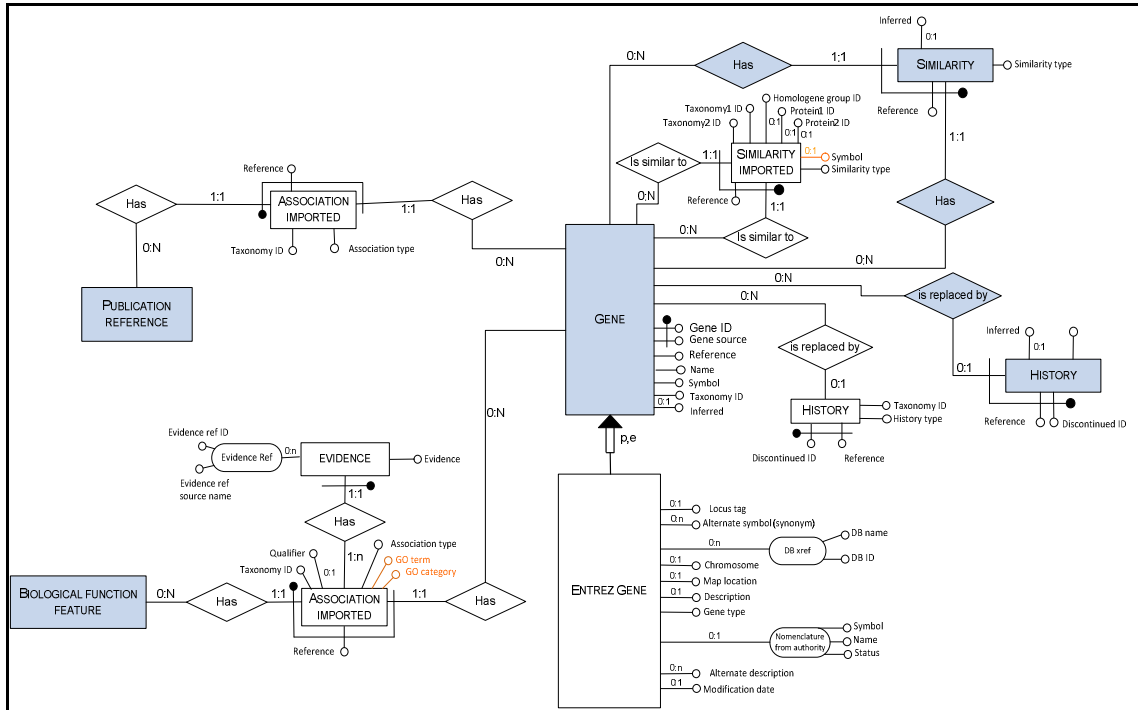 Inferred
0:1
0:N
Has
1:1
SIMILARITY
Similarity type
Reference
1:1
Homologene group ID
Taxonomy1 ID
Protein1 ID
0:1
Taxonomy2 ID
Protein2 ID
0:1
0:1
Is similar to
1:1
SIMILARITY
IMPORTED
0:1
Symbol
Similarity type
0:N
Reference
1:1
0:N
Is similar to
Has
0:N
Reference
Has
1:1
ASSOCIATION
IMPORTED
1:1
Has
Taxonomy ID
Association type
0:N
0:N
PUBLICATION
REFERENCE
GENE
Gene ID
Gene source
Reference
Name
Symbol
Taxonomy ID
0:1
Inferred
0:N
is replaced by
0:N
is replaced by
0:1
HISTORY
Taxonomy ID
History type
Discontinued ID
Reference
Inferred
0:1
0:1
HISTORY
Reference
Discontinued ID
p,e
0:N
Evidence ref ID
Evidence Ref
0:n
EVIDENCE
Evidence
Evidence ref
source name
1:1
Has
1:n
Qualifier
0:1
Association type
Taxonomy ID
GO term
GO category
BIOLOGICAL FUNCTION
FEATURE
0:N
Has
1:1
ASSOCIATION
IMPORTED
1:1
Has
Reference
ENTREZ GENE
0:1
Locus tag
0:n
Alternate symbol (synonym)
0:n
DB xref
DB name
DB ID
0:1
Chromosome
0:1
Map location
0:1
Description
Gene type
0:1
Nomenclature
from authority
Symbol
Name
Status
0:n
Alternate description
0:1
Modification date